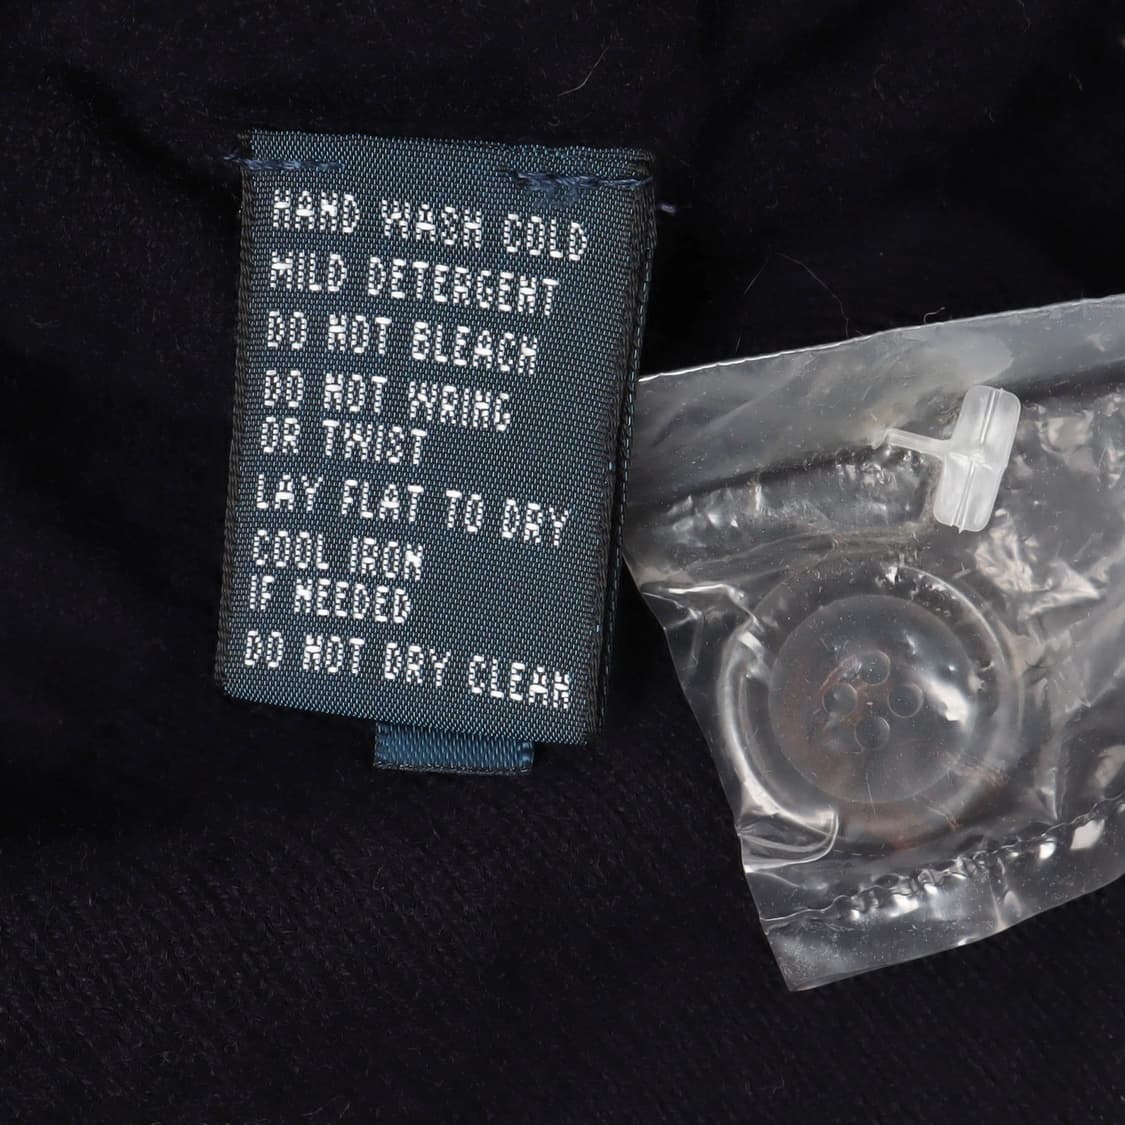 HAND WASH COLD
MILD DETERGENT
DO NOT BLEACH
DO NOT WRING
OR TWIST
LAY FLAT TO DRY
COOL IRON
IF NEEDED
DO NOT DRY CLEAN